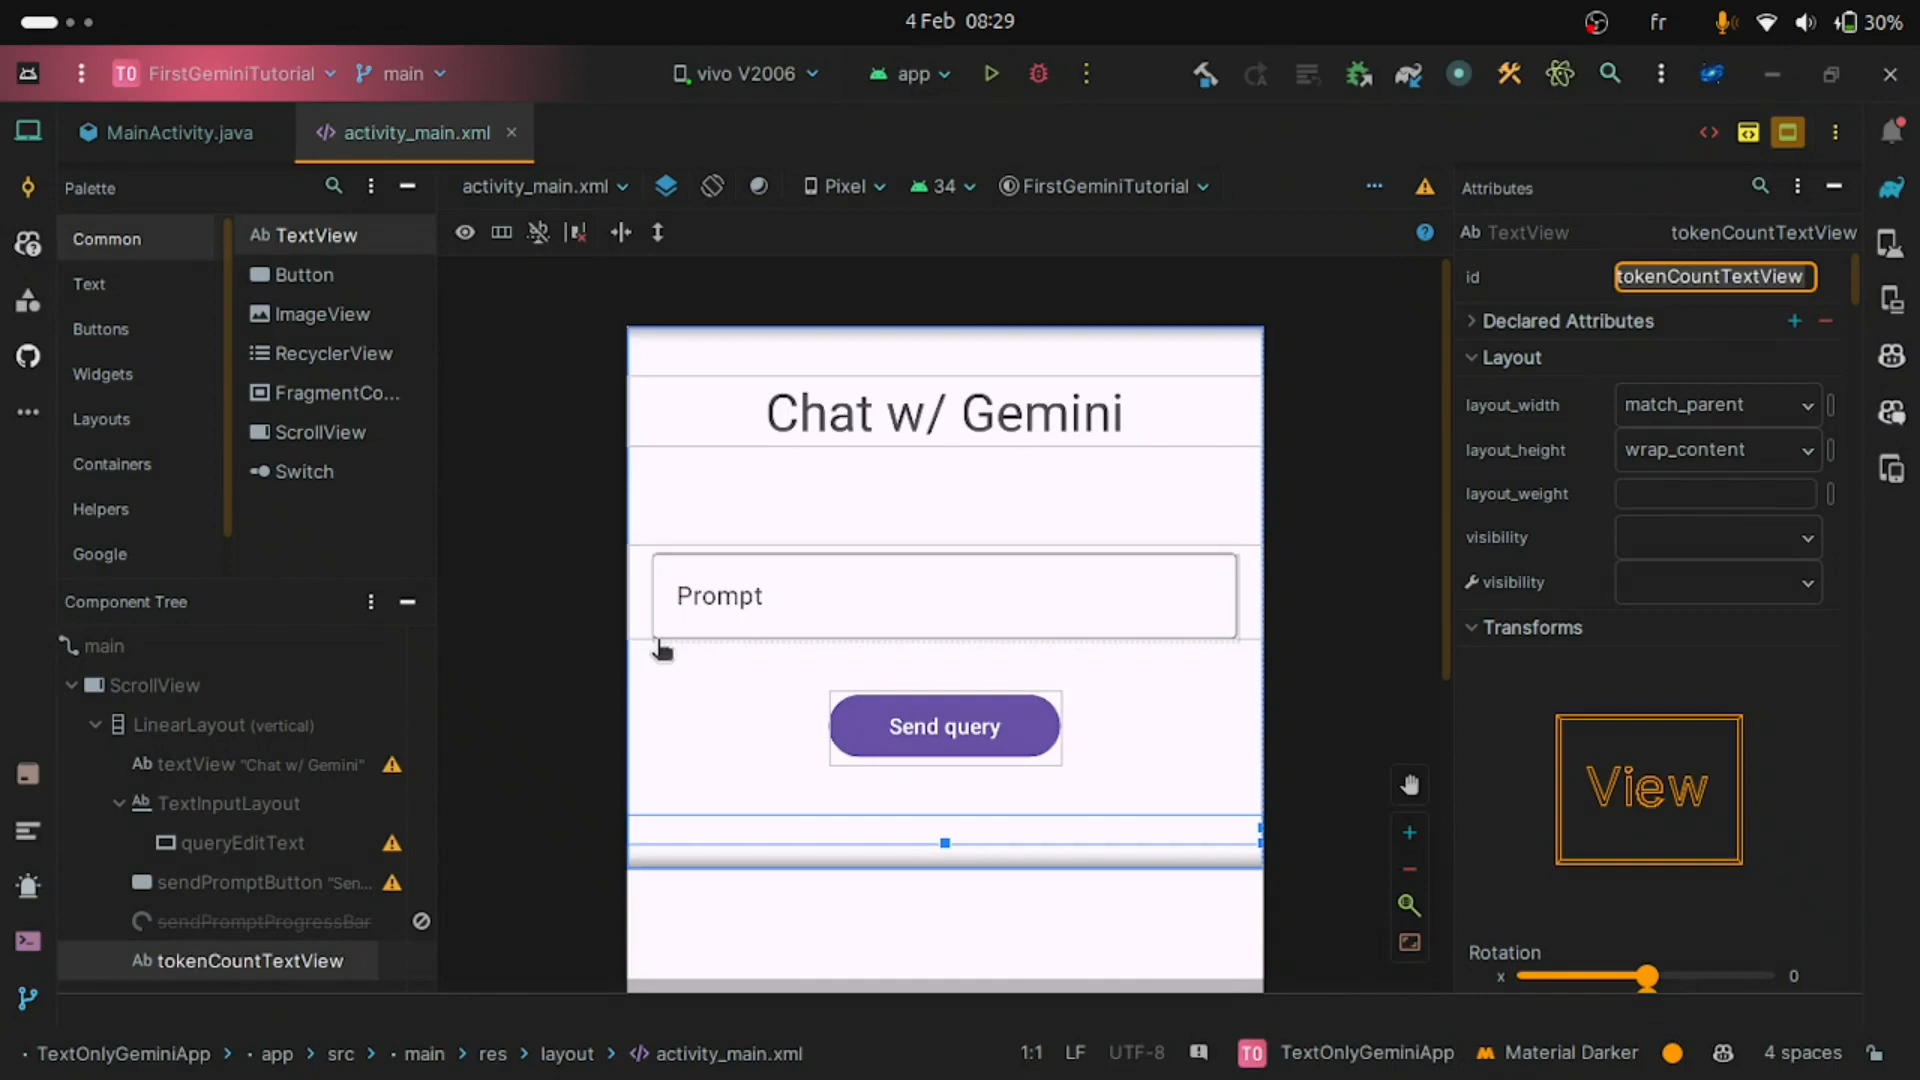 4 Feb 08:29
fr
30%
TO FirstGeminiTutorial
main
vivo V2006
app
MainActivity.java
activity_main.xml
Palette
activity_main.xml
Pixel
34
FirstGeminiTutorial
Attributes
Common
Text
Buttons
Widgets
Layouts
Containers
Helpers
Google
Ab TextView
Button
ImageView
RecyclerView
FragmentCo...
ScrollView
Switch
Ab TextView
tokenCountTextView
id
tokenCountTextView
Declared Attributes
Layout
layout_width
match_parent
layout_height
wrap_content
layout_weight
visibility
visibility
Transforms
View
Rotation
x
0
Chat w/ Gemini
Prompt
Send query
Component Tree
main
ScrollView
LinearLayout (vertical)
Ab textView "Chat w/ Gemini"
Ab TextInputLayout
queryEditText
sendPromptButton "Sen...
sendPromptProgressBar
Ab tokenCountTextView
TextOnlyGeminiApp > app > src > main > res > layout > activity_main.xml
1:1
LF
UTF-8
TO TextOnlyGeminiApp
Material Darker
4 spaces